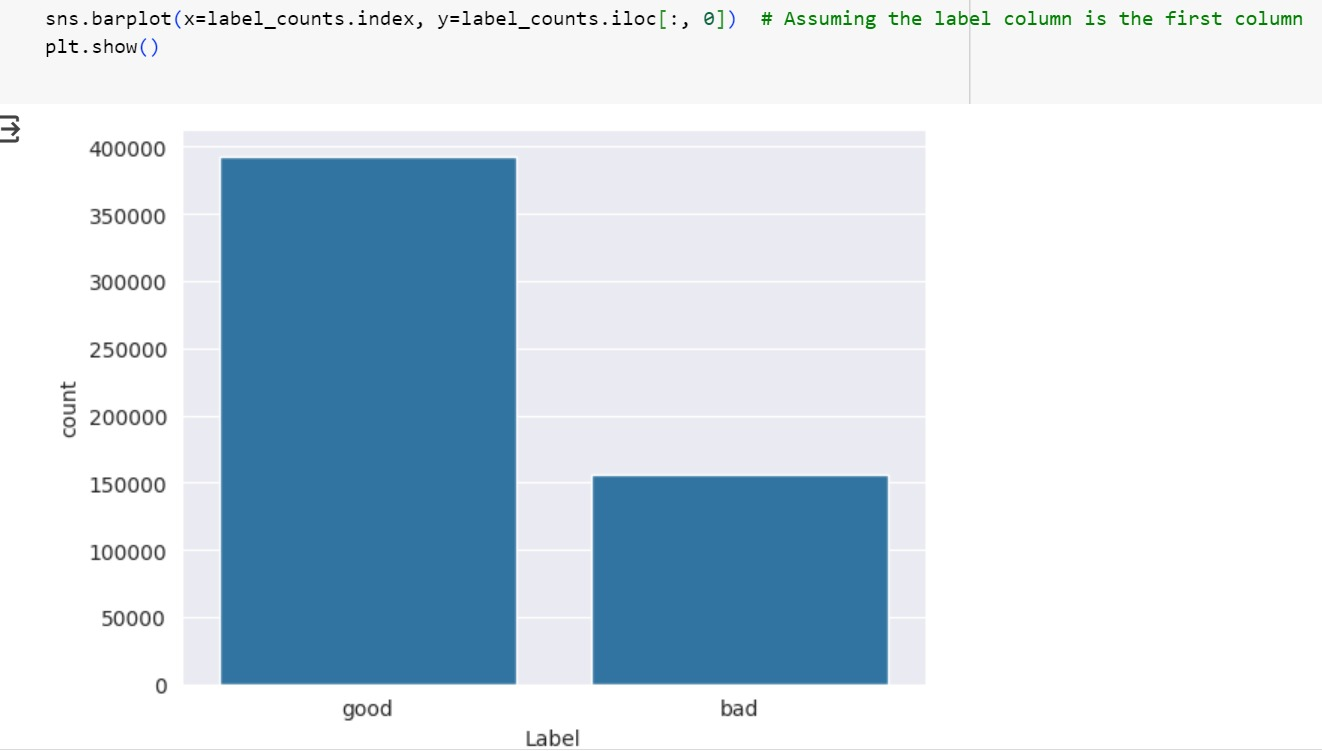 sns.barplot(x=label_counts.index, y=label_counts.iloc[:, 0])  # Assuming the label column is the first column
plt.show()
400000
350000
300000
250000
200000
150000
100000
50000
0
count
good bad
Label